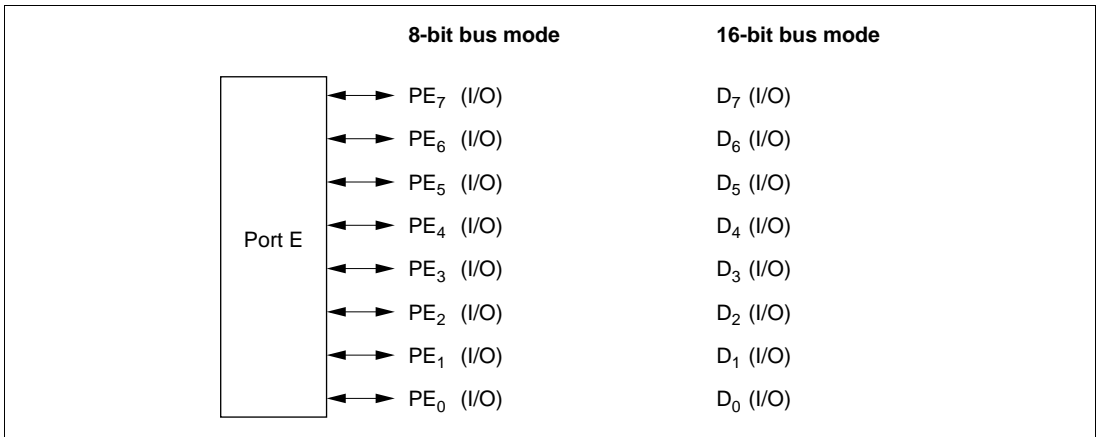 8-bit bus mode 16-bit bus mode
PE₇ (I/O) D₇ (I/O)
PE₆ (I/O) D₆ (I/O)
PE₅ (I/O) D₅ (I/O)
PE₄ (I/O) D₄ (I/O)
Port E
PE₃ (I/O) D₃ (I/O)
PE₂ (I/O) D₂ (I/O)
PE₁ (I/O) D₁ (I/O)
PE₀ (I/O) D₀ (I/O)